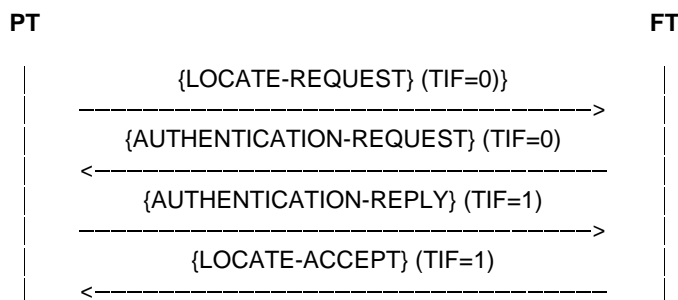 PT FT
{LOCATE-REQUEST} (TIF=0)}
{AUTHENTICATION-REQUEST} (TIF=0)
{AUTHENTICATION-REPLY} (TIF=1)
{LOCATE-ACCEPT} (TIF=1)